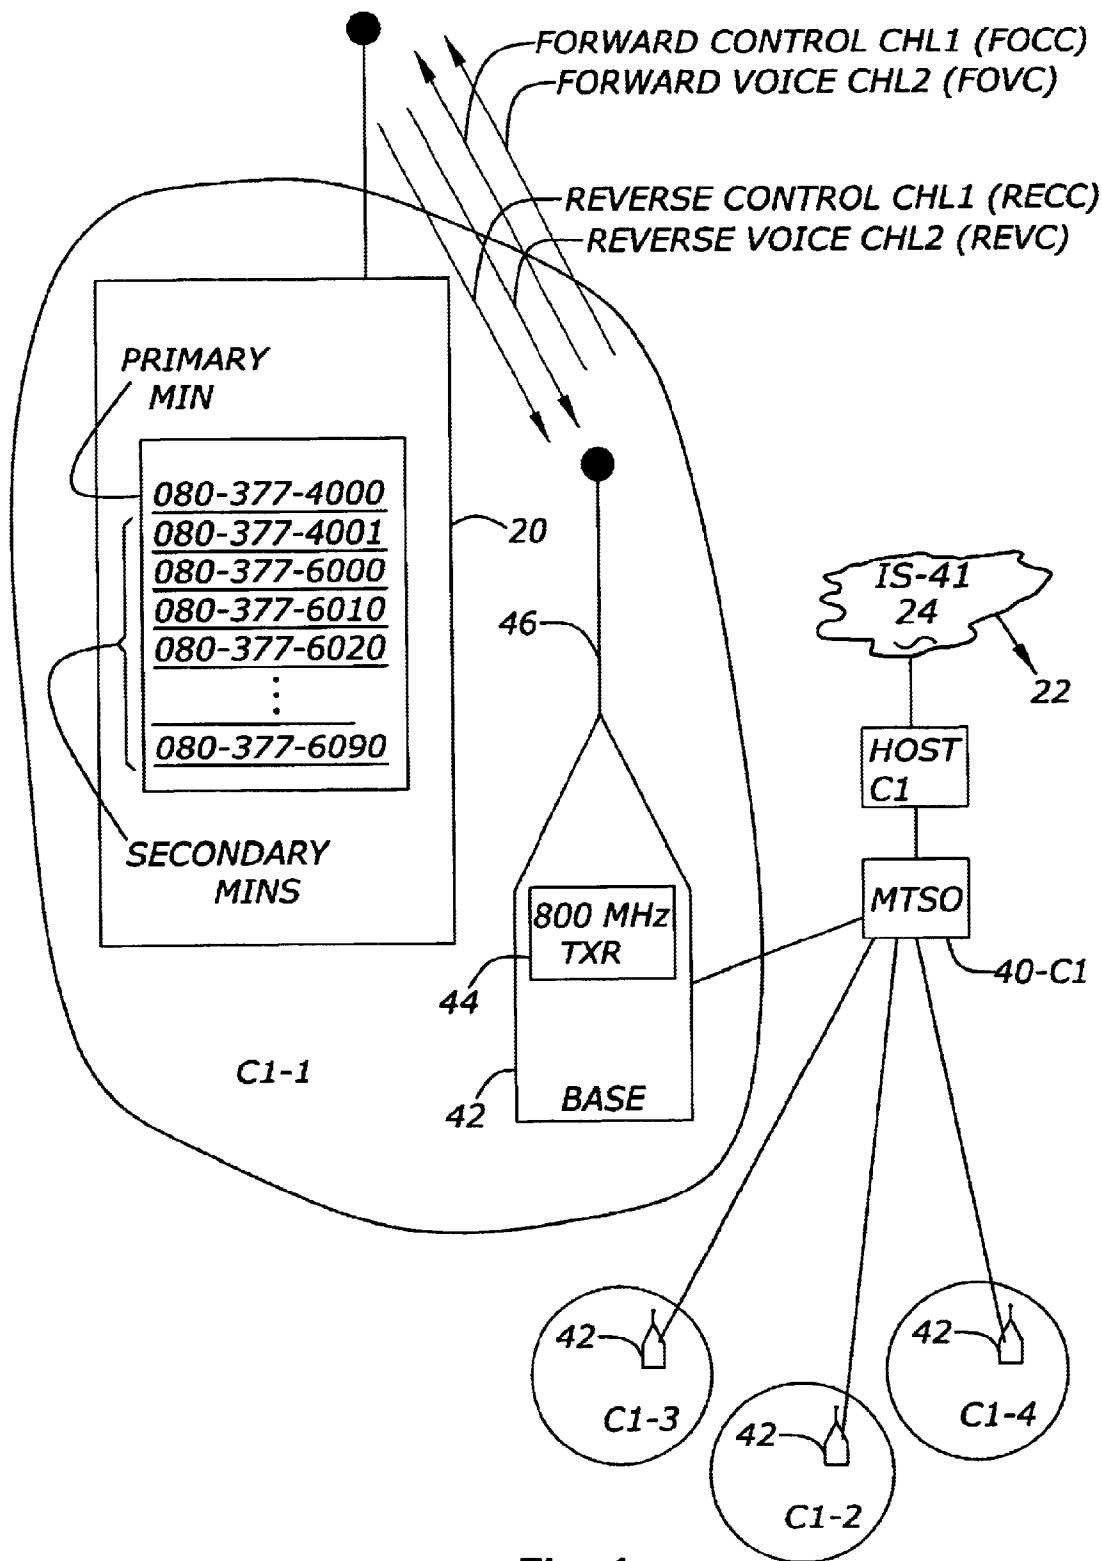 FORWARD CONTROL CHL1 (FOCC)
FORWARD VOICE CHL2 (FOVC)
REVERSE CONTROL CHL1 (RECC)
REVERSE VOICE CHL2 (REVC)
PRIMARY
MIN
080-377-4000
080-377-4001
080-377-6000
080-377-6010
080-377-6020
080-377-6090
20
SECONDARY
MINS
46
IS-41
24
22
HOST
C1
MTSO
40-C1
800 MHz
TXR
44
C1-1
42
BASE
42
C1-3
42
C1-2
42
C1-4